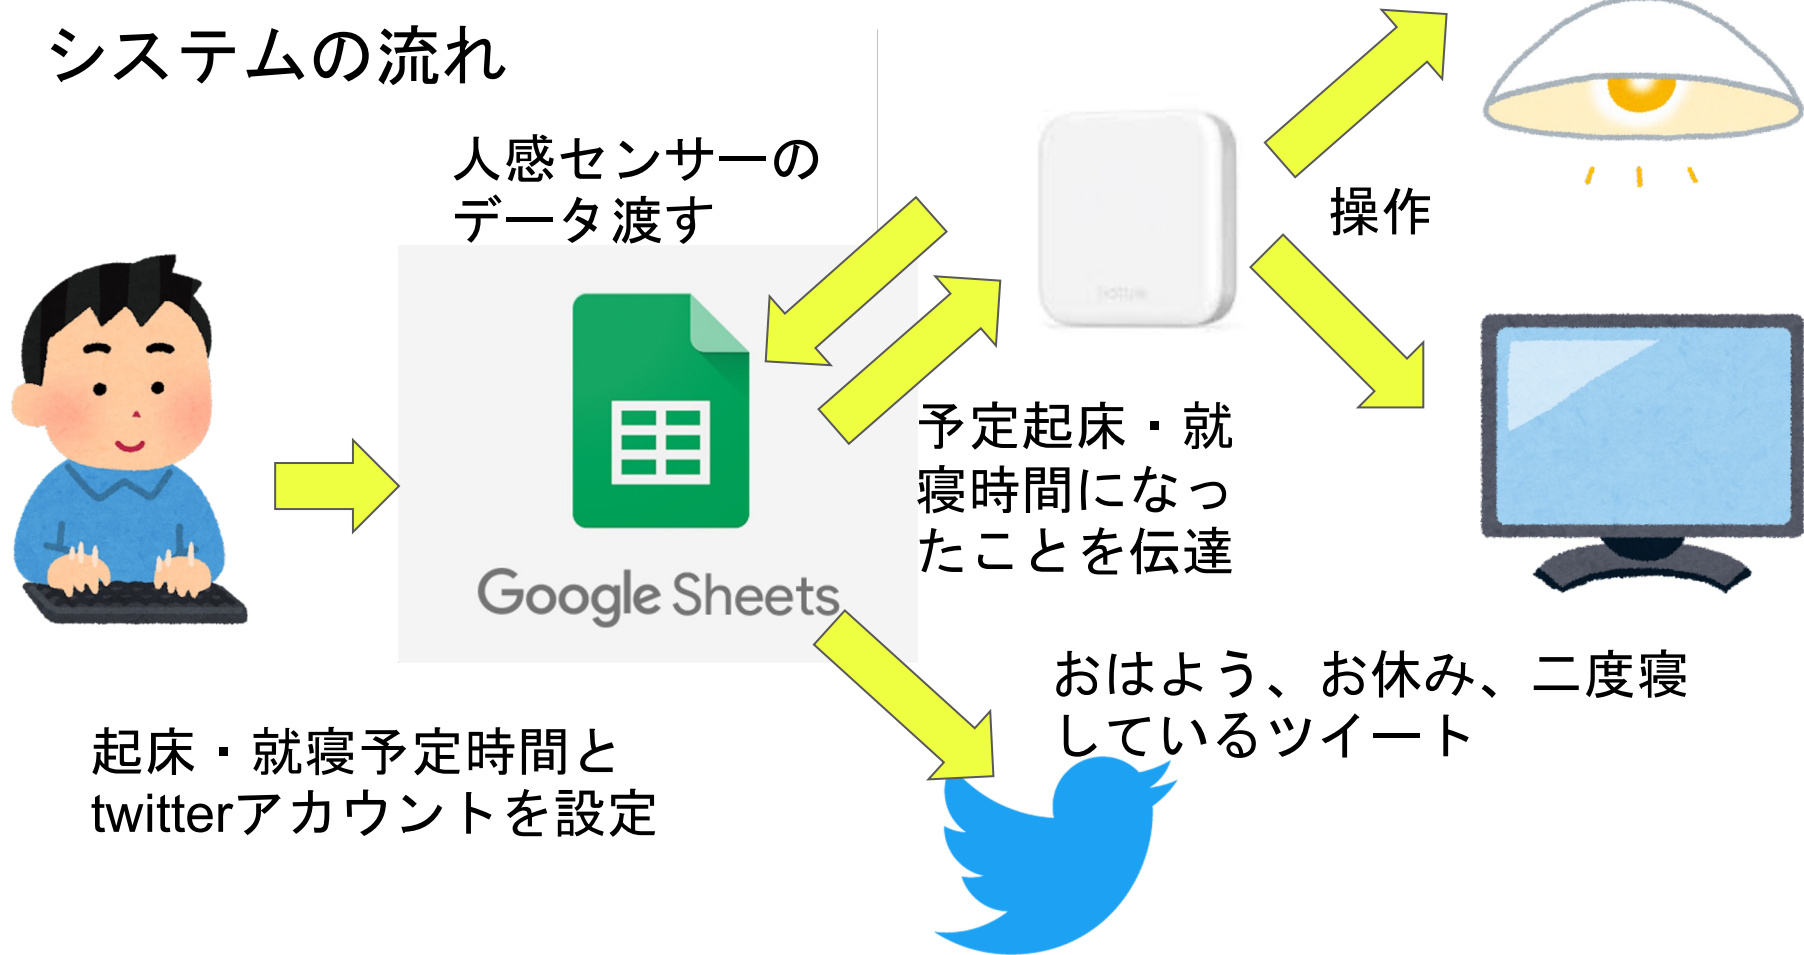 システムの流れ
人感センサーの
データ渡す
操作
Google Sheets
予定起床・就
寝時間になっ
たことを伝達
起床・就寝予定時間と
twitterアカウントを設定
おはよう、お休み、二度寝
しているツイート